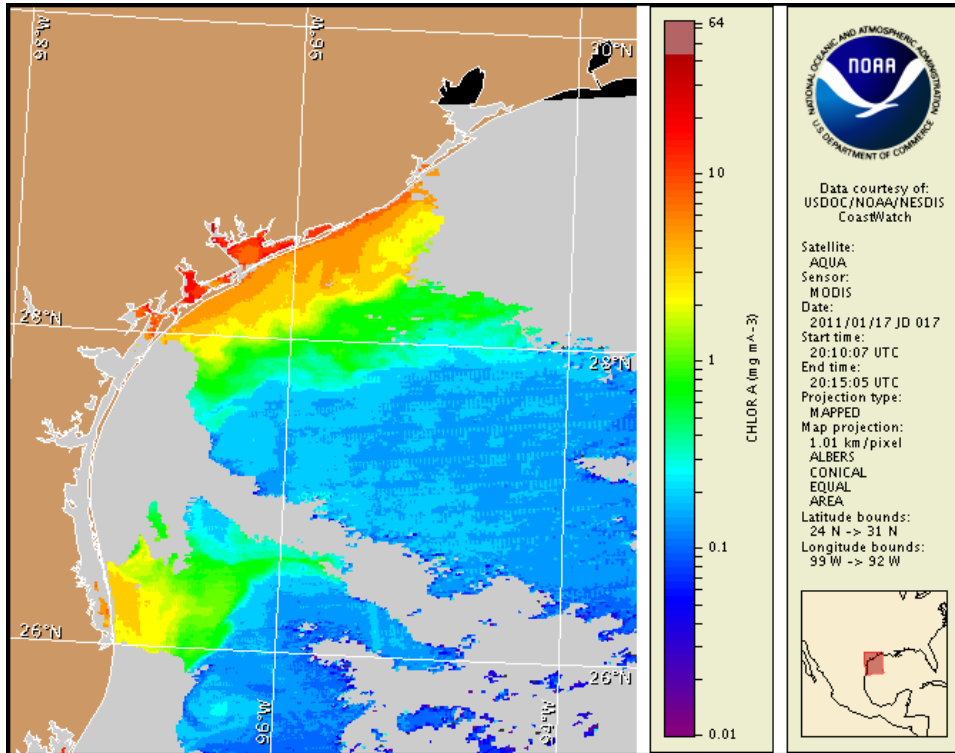 98°W
96°W
30°N
28°N
28°N
26°N
26°N
96°W
94°W
64
10
1
0.1
0.01
CHLOR A (mg m^-3)
NATIONAL OCEANIC AND ATMOSPHERIC ADMINISTRATION
NOAA
U.S. DEPARTMENT OF COMMERCE
Data courtesy of:
USDOC/NOAA/NESDIS
CoastWatch
Satellite:
AQUA
Sensor:
MODIS
Date:
2011/01/17 JD 017
Start time:
20:10:07 UTC
End time:
20:15:05 UTC
Projection type:
MAPPED
Map projection:
1.01 km/pixel
ALBERS
CONICAL
EQUAL
AREA
Latitude bounds:
24 N -> 31 N
Longitude bounds:
99 W -> 92 W